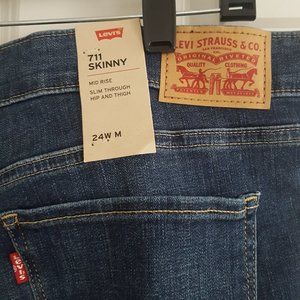 Levi's
711
SKINNY
MID RISE
SLIM THROUGH
HIP AND THIGH
24W M
LEVI STRAUSS & CO.
ORIGINAL RIVETED
QUALITY CLOTHING
Levi's